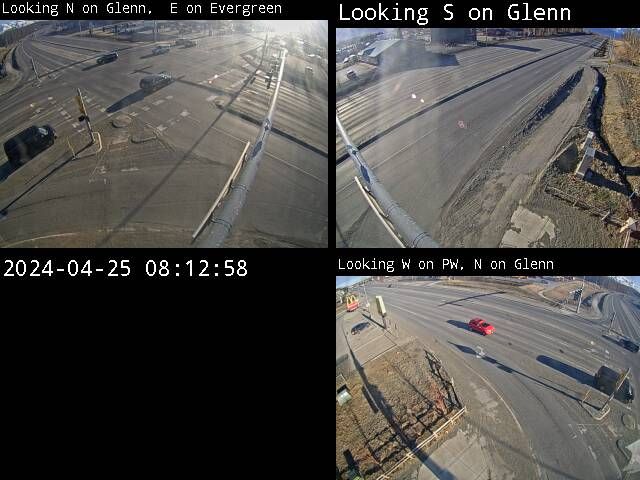 Looking N on Glenn,  E on Evergreen
Looking S on Glenn
2024-04-25 08:12:58
Looking W on PW, N on Glenn